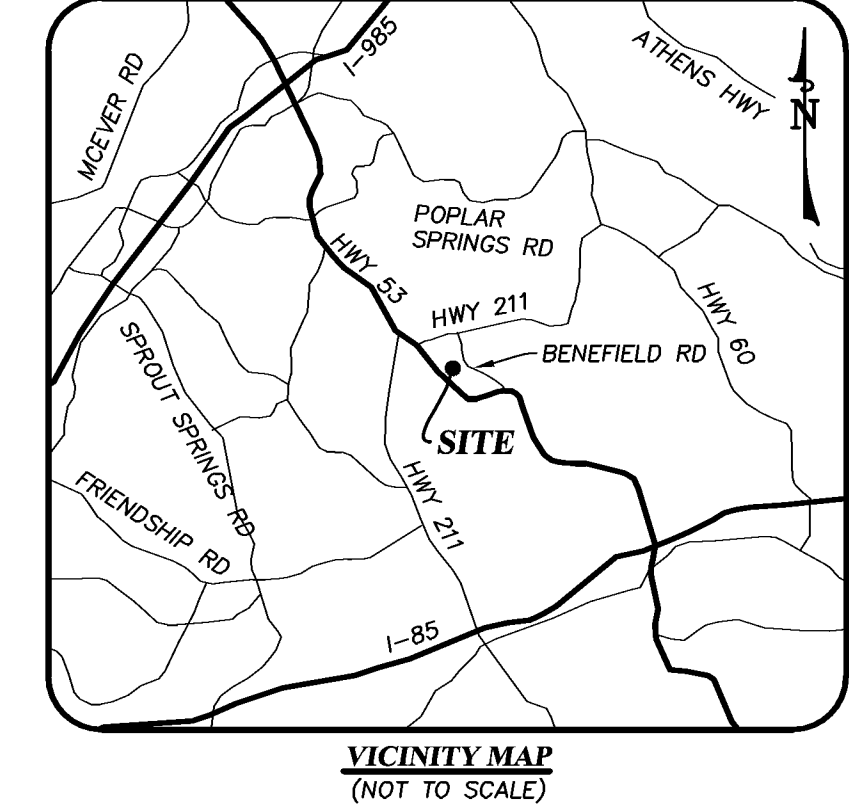 I-985
MCEVER RD
ATHENS HWY
N
POPLAR
SPRINGS RD
HWY 53
HWY 211
HWY 60
BENEFIELD RD
SPROUT SPRINGS RD
SITE
HWY 211
FRIENDSHIP RD
I-85
VICINITY MAP
(NOT TO SCALE)